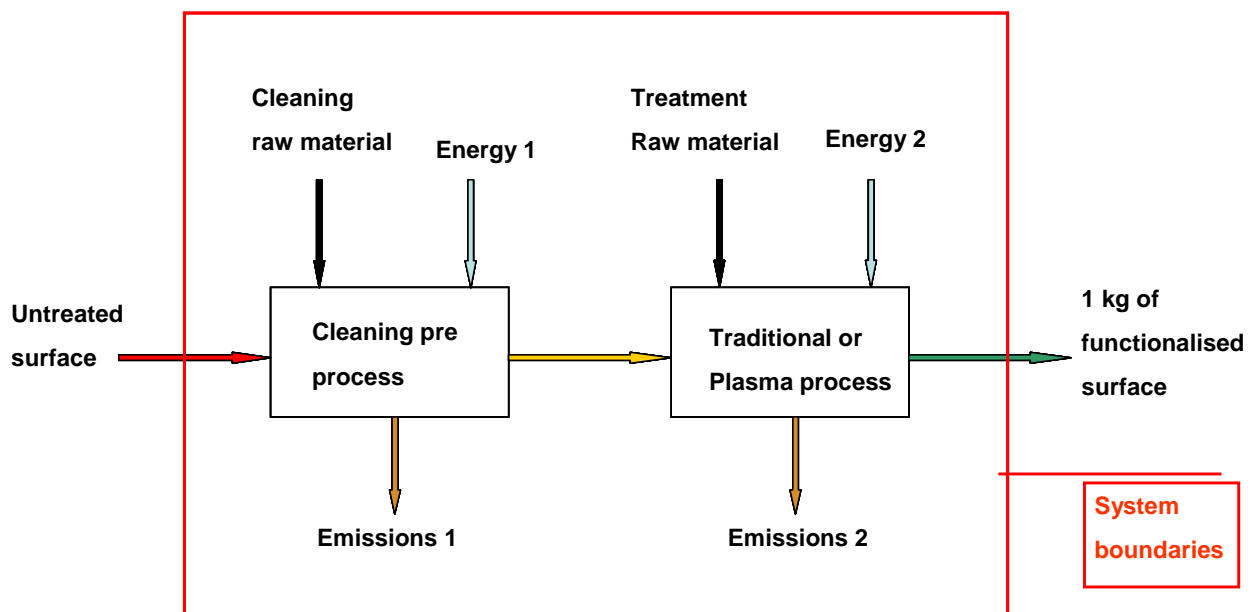 Cleaning
raw material
Energy 1
Treatment
Raw material
Energy 2
Untreated
surface
Cleaning pre
process
Traditional or
Plasma process
1 kg of
functionalised
surface
Emissions 1
Emissions 2
System
boundaries